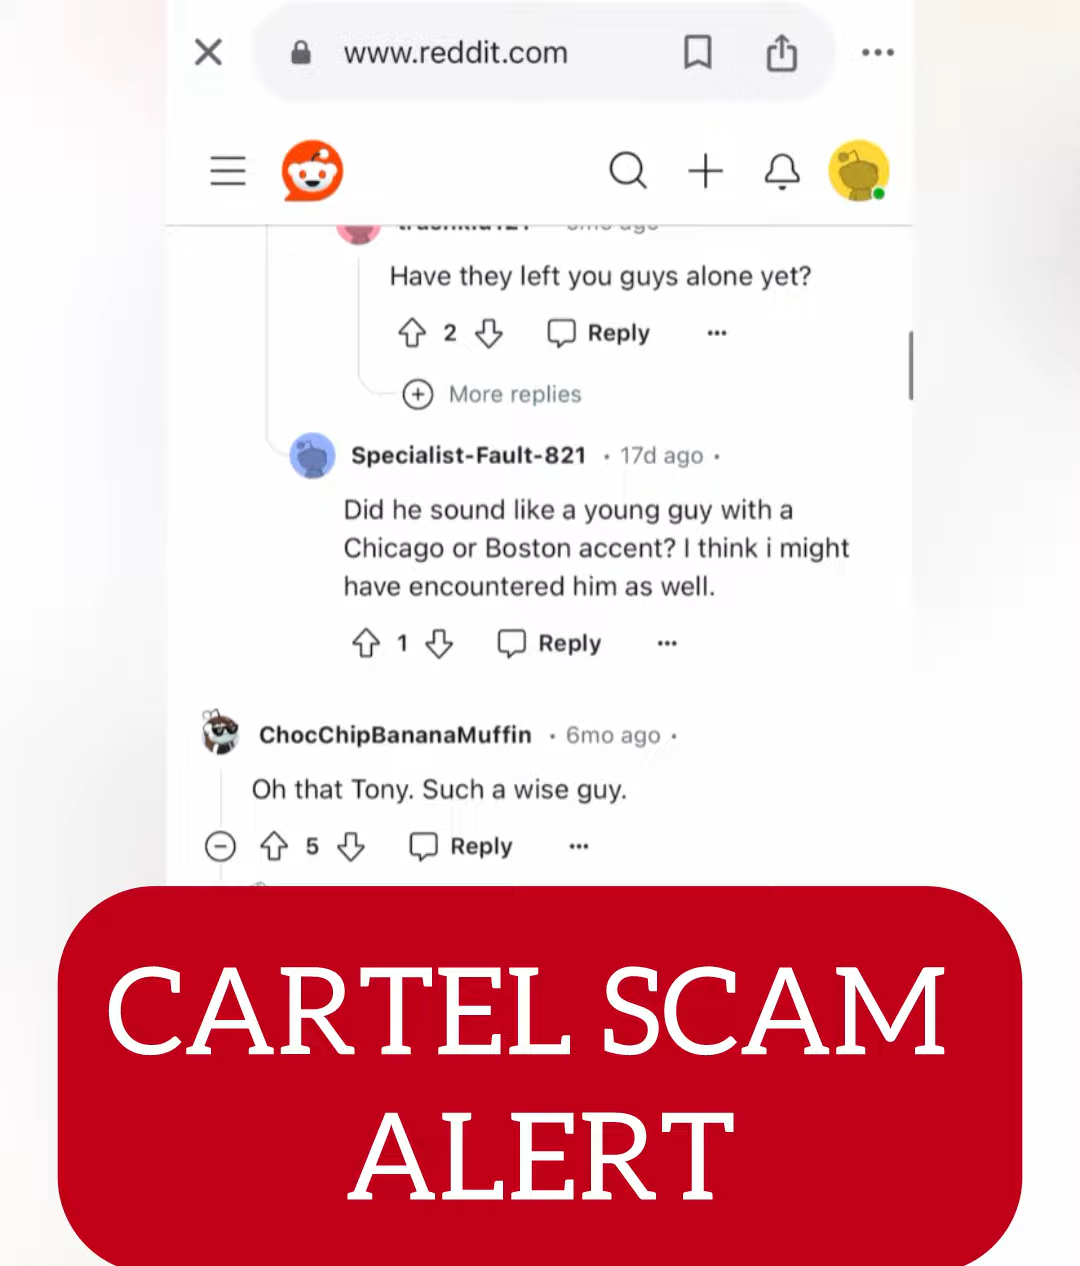 www.reddit.com
Have they left you guys alone yet?
2 Reply
More replies
Specialist-Fault-821 • 17d ago •
Did he sound like a young guy with a
Chicago or Boston accent? I think i might
have encountered him as well.
1 Reply
ChocChipBananaMuffin • 6mo ago •
Oh that Tony. Such a wise guy.
5 Reply
CARTEL SCAM
ALERT